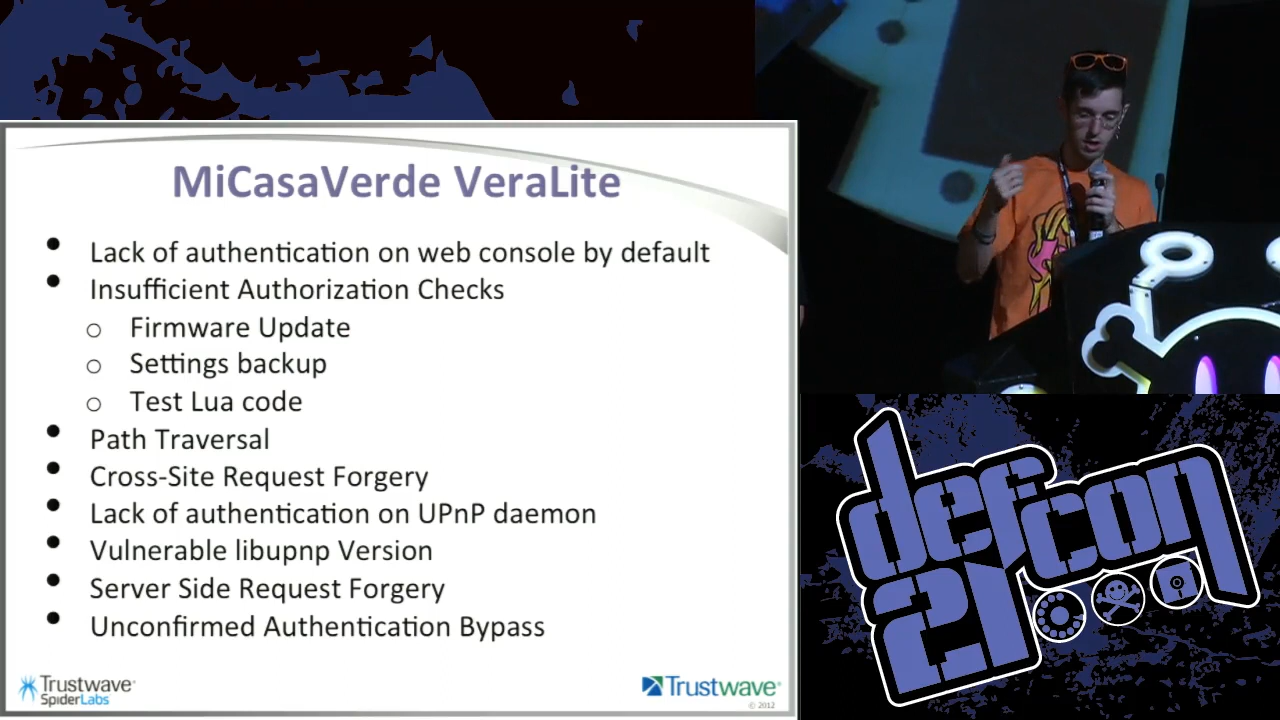 MiCasaVerde VeraLite
• Lack of authentication on web console by default
• Insufficient Authorization Checks
o Firmware Update
o Settings backup
o Test Lua code
• Path Traversal
• Cross-Site Request Forgery
• Lack of authentication on UPnP daemon
• Vulnerable libupnp Version
• Server Side Request Forgery
• Unconfirmed Authentication Bypass
Trustwave®
SpiderLabs
Trustwave®
© 2012
defcon
21